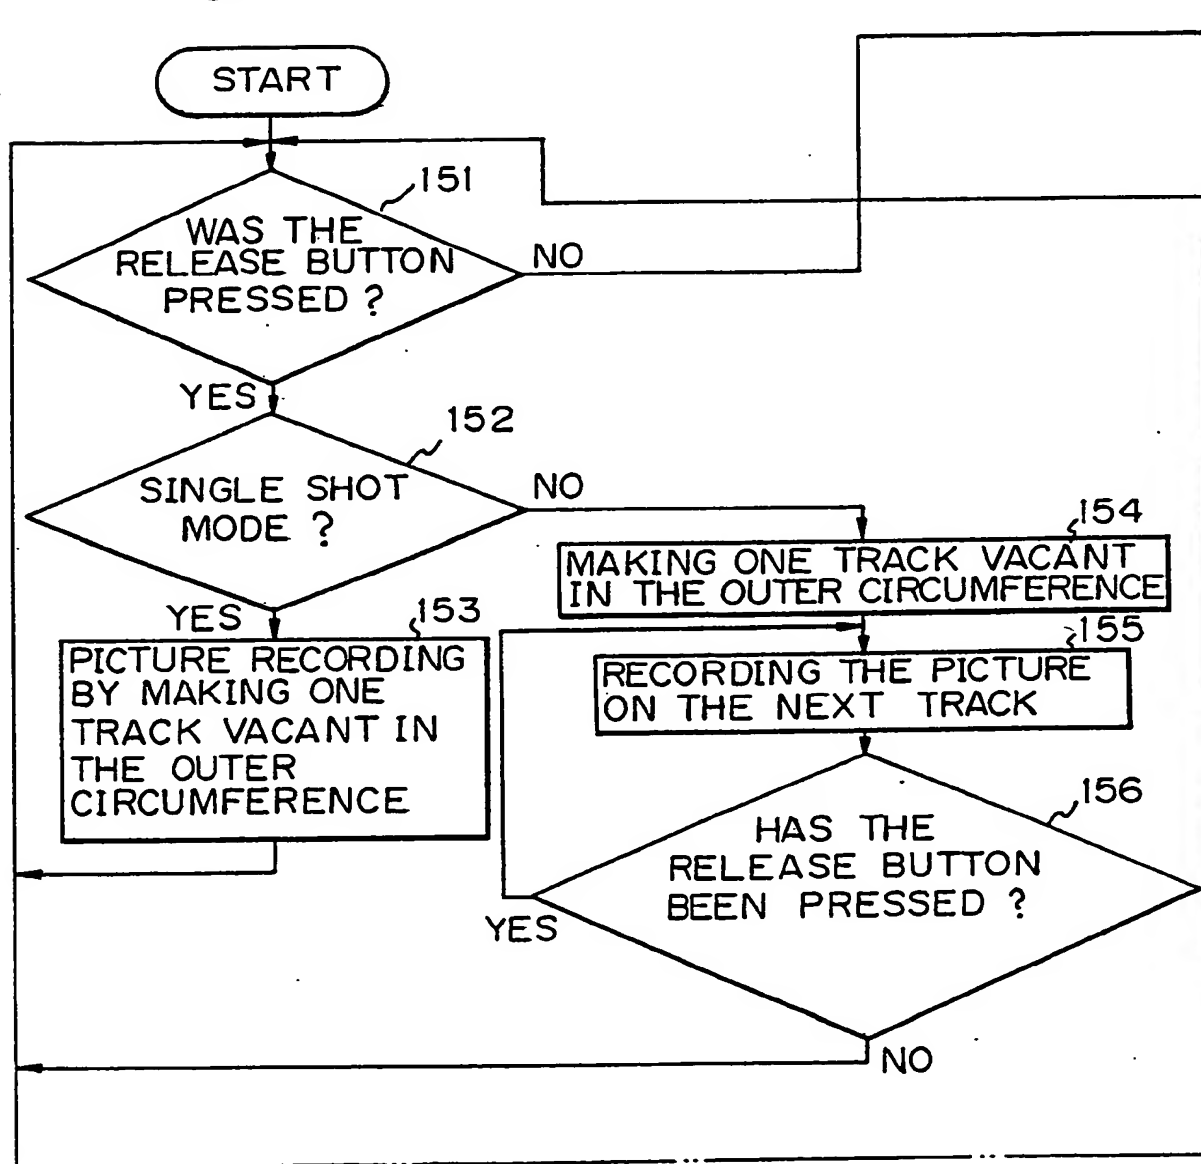 START
151
WAS THE
RELEASE BUTTON
PRESSED ?
NO
YES
152
SINGLE SHOT
MODE ?
NO
YES
153
PICTURE RECORDING
BY MAKING ONE
TRACK VACANT IN
THE OUTER
CIRCUMFERENCE
154
MAKING ONE TRACK VACANT
IN THE OUTER CIRCUMFERENCE
155
RECORDING THE PICTURE
ON THE NEXT TRACK
156
HAS THE
RELEASE BUTTON
BEEN PRESSED ?
YES
NO